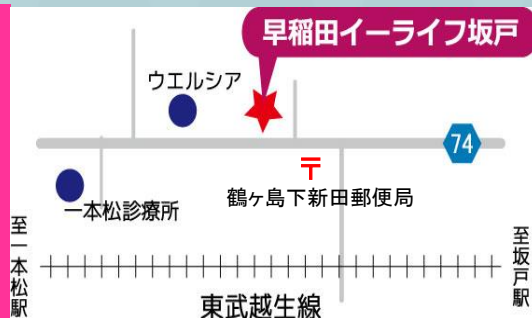 早稲田イーライフ坂戸
ウエルシア
74
〒
鶴ヶ島下新田郵便局
一本松診療所
至一本松駅
至坂戸駅
東武越生線